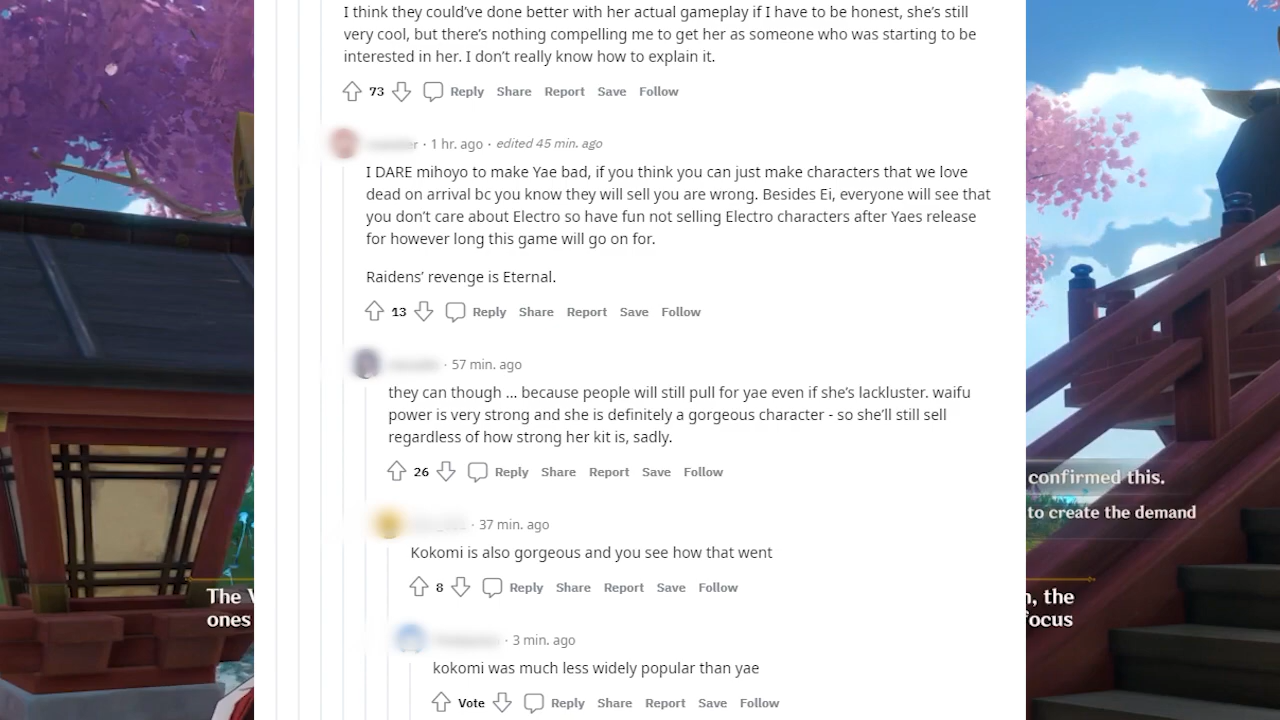 I think they could've done better with her actual gameplay if I have to be honest, she's still
very cool, but there's nothing compelling me to get her as someone who was starting to be
interested in her. I don't really know how to explain it.
73 Reply Share Report Save Follow
· 1 hr. ago · edited 45 min. ago
I DARE mihoyo to make Yae bad, if you think you can just make characters that we love
dead on arrival bc you know they will sell you are wrong. Besides Ei, everyone will see that
you don't care about Electro so have fun not selling Electro characters after Yaes release
for however long this game will go on for.
Raidens' revenge is Eternal.
13 Reply Share Report Save Follow
· 57 min. ago
they can though ... because people will still pull for yae even if she's lackluster. waifu
power is very strong and she is definitely a gorgeous character - so she'll still sell
regardless of how strong her kit is, sadly.
26 Reply Share Report Save Follow
· 37 min. ago
Kokomi is also gorgeous and you see how that went
8 Reply Share Report Save Follow
· 3 min. ago
kokomi was much less widely popular than yae
Vote Reply Share Report Save Follow
confirmed this.
to create the demand
The
ones
the
focus